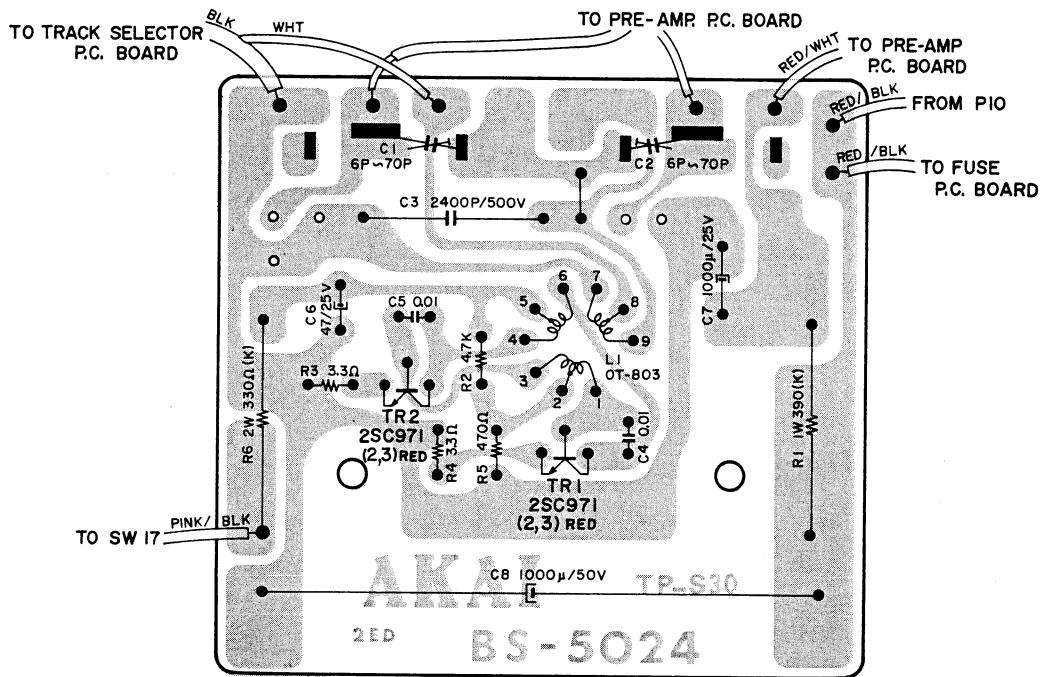 TO TRACK SELECTOR
P.C. BOARD
BLK
WHT
TO PRE-AMP. P.C. BOARD
RED/WHT
TO PRE-AMP
P.C. BOARD
RED/BLK
FROM P10
RED/BLK
TO FUSE
P.C. BOARD
C1
6P~70P
C2
6P~70P
C3 2400P/500V
C7 1000μ/25V
C6
47/25V
C5 0.01
6
7
5
8
4
9
3
2
1
L1
OT-803
R2 4.7K
R3 3.3Ω
TR2
2SC971
(2,3) RED
R4 3.3Ω
R5 470Ω
C4 0.01
TR1
2SC971
(2,3) RED
R6 2W 330Ω(K)
R1 1W390(K)
PINK/BLK
TO SW17
C8 1000μ/50V
AKAI
TP-S30
2ED
BS-5024